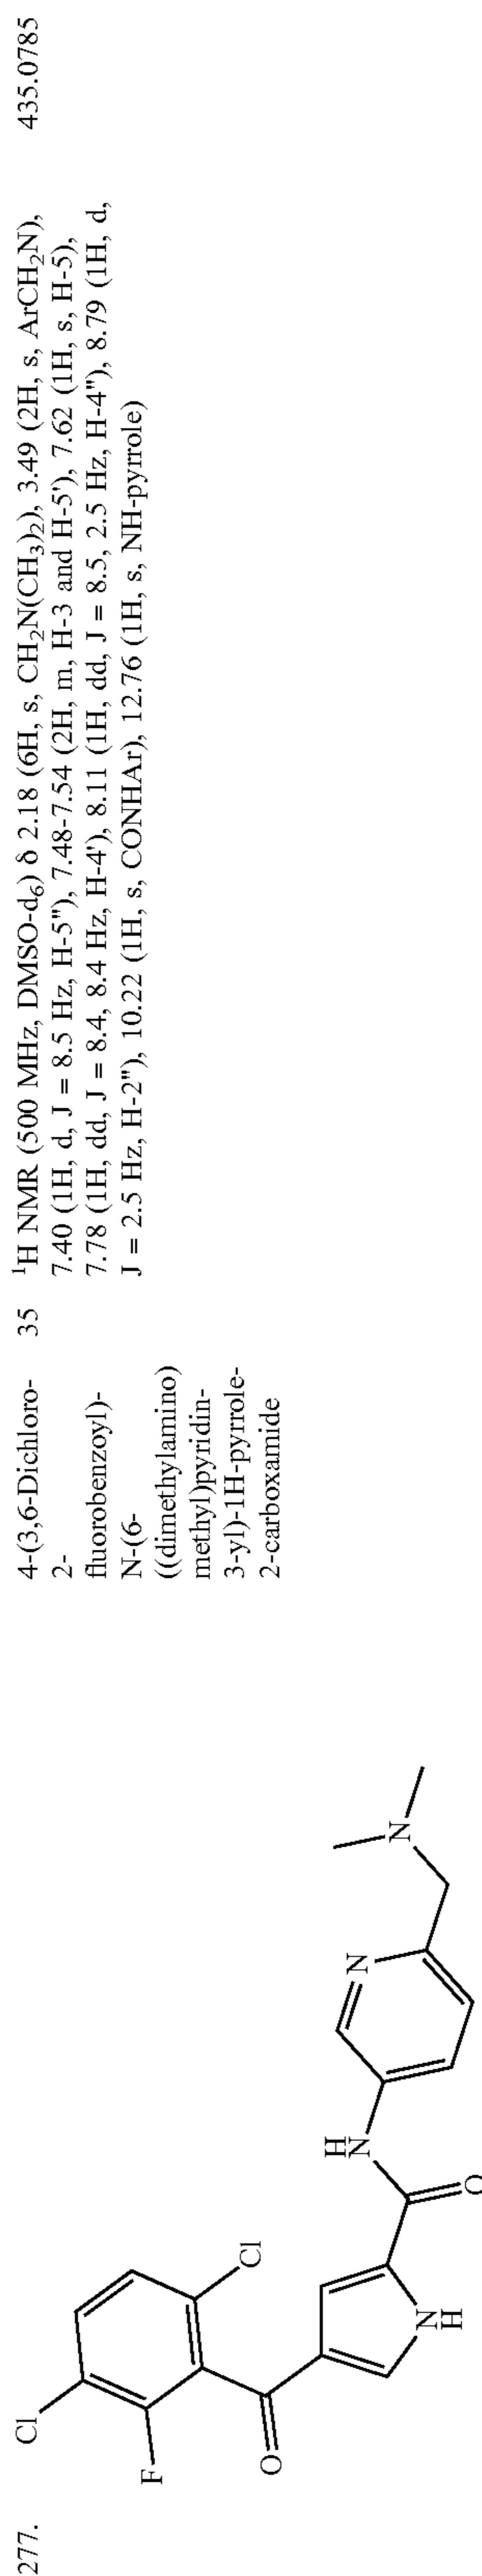 277.
Cl
F
O
Cl
N
H
O
H
N
N
N
4-(3,6-Dichloro-
2-
fluorobenzoyl)-
N-(6-
((dimethylamino)
methyl)pyridin-
3-yl)-1H-pyrrole-
2-carboxamide
35
¹H NMR (500 MHz, DMSO-d₆) δ 2.18 (6H, s, CH₂N(CH₃)₂), 3.49 (2H, s, ArCH₂N),
7.40 (1H, d, J = 8.5 Hz, H-5"), 7.48-7.54 (2H, m, H-3 and H-5'), 7.62 (1H, s, H-5),
7.78 (1H, dd, J = 8.4, 8.4 Hz, H-4'), 8.11 (1H, dd, J = 8.5, 2.5 Hz, H-4"), 8.79 (1H, d,
J = 2.5 Hz, H-2"), 10.22 (1H, s, CONHAr), 12.76 (1H, s, NH-pyrrole)
435.0785